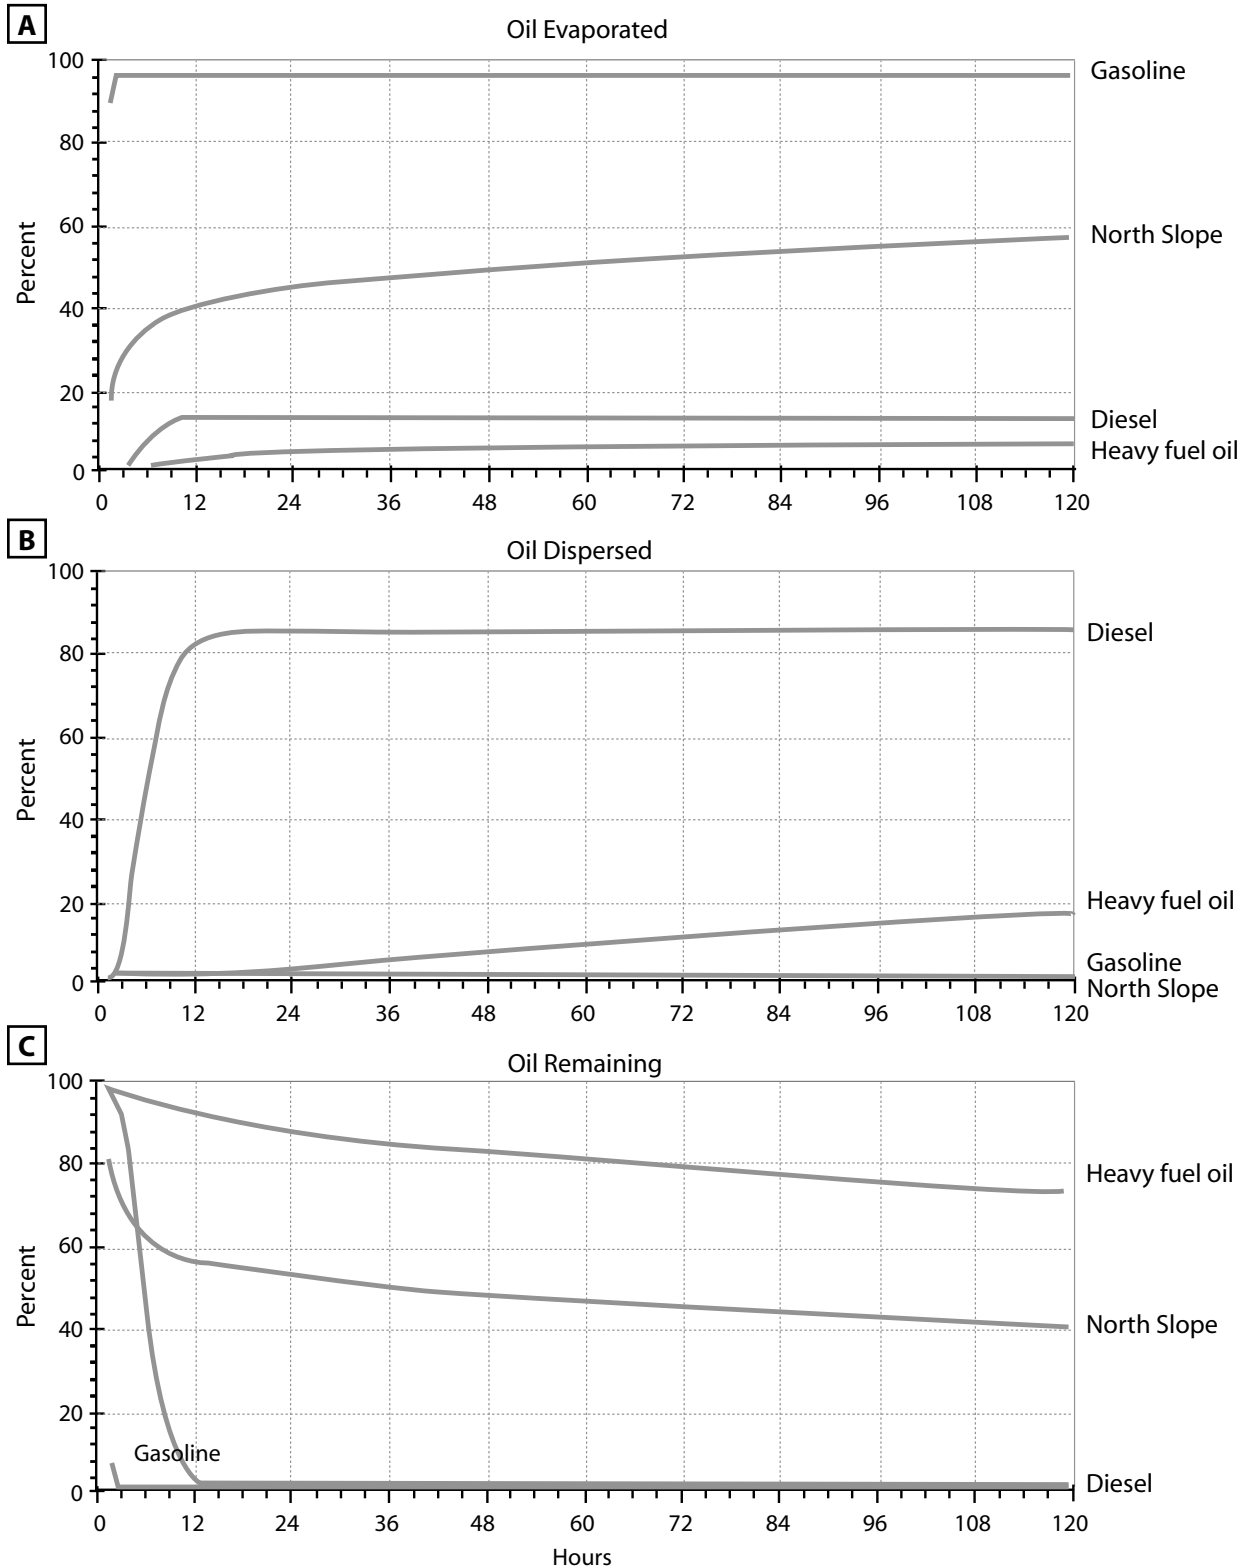 A
Oil Evaporated
Percent
100
80
60
40
20
0
Gasoline
North Slope
Diesel
Heavy fuel oil
0 12 24 36 48 60 72 84 96 108 120
B
Oil Dispersed
Percent
100
80
60
40
20
0
Diesel
Heavy fuel oil
Gasoline
North Slope
0 12 24 36 48 60 72 84 96 108 120
C
Oil Remaining
Percent
100
80
60
40
20
0
Heavy fuel oil
North Slope
Gasoline
Diesel
0 12 24 36 48 60 72 84 96 108 120
Hours